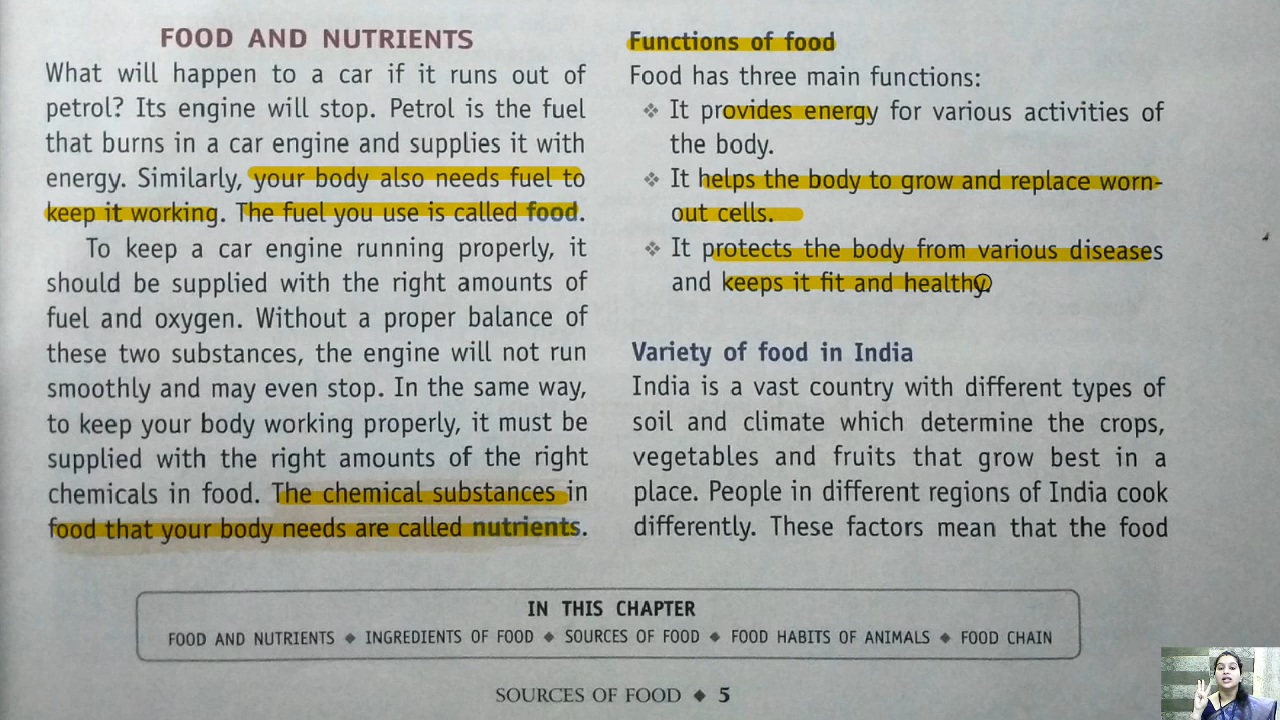 FOOD AND NUTRIENTS
What will happen to a car if it runs out of
petrol? Its engine will stop. Petrol is the fuel
that burns in a car engine and supplies it with
energy. Similarly, your body also needs fuel to
keep it working. The fuel you use is called food.
To keep a car engine running properly, it
should be supplied with the right amounts of
fuel and oxygen. Without a proper balance of
these two substances, the engine will not run
smoothly and may even stop. In the same way,
to keep your body working properly, it must be
supplied with the right amounts of the right
chemicals in food. The chemical substances in
food that your body needs are called nutrients.
Functions of food
Food has three main functions:
❖ It provides energy for various activities of
the body.
❖ It helps the body to grow and replace worn-
out cells.
❖ It protects the body from various diseases
and keeps it fit and healthy.
Variety of food in India
India is a vast country with different types of
soil and climate which determine the crops,
vegetables and fruits that grow best in a
place. People in different regions of India cook
differently. These factors mean that the food
IN THIS CHAPTER
FOOD AND NUTRIENTS ◆ INGREDIENTS OF FOOD ◆ SOURCES OF FOOD ◆ FOOD HABITS OF ANIMALS ◆ FOOD CHAIN
SOURCES OF FOOD ◆ 5